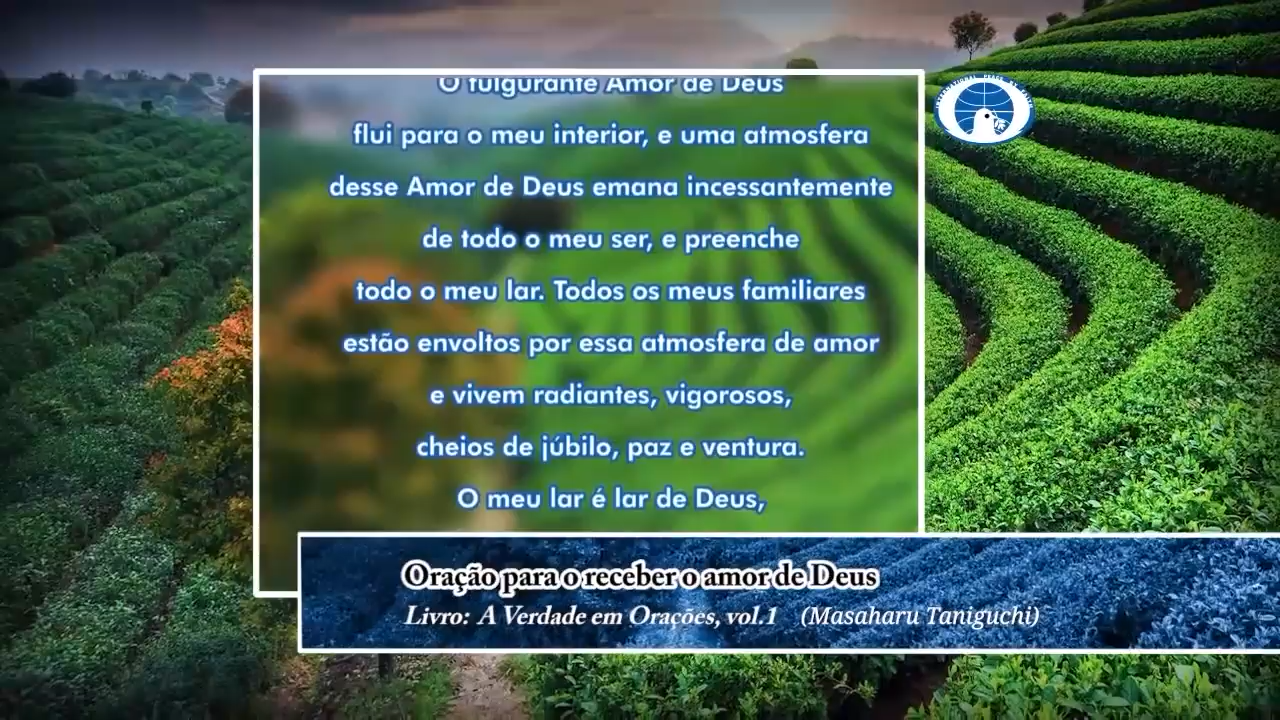 O fulgurante Amor de Deus
flui para o meu interior, e uma atmosfera
desse Amor de Deus emana incessantemente
de todo o meu ser, e preenche
todo o meu lar. Todos os meus familiares
estão envoltos por essa atmosfera de amor
e vivem radiantes, vigorosos,
cheios de júbilo, paz e ventura.
O meu lar é lar de Deus,
Oração para o receber o amor de Deus
Livro: A Verdade em Orações, vol.1 (Masaharu Taniguchi)